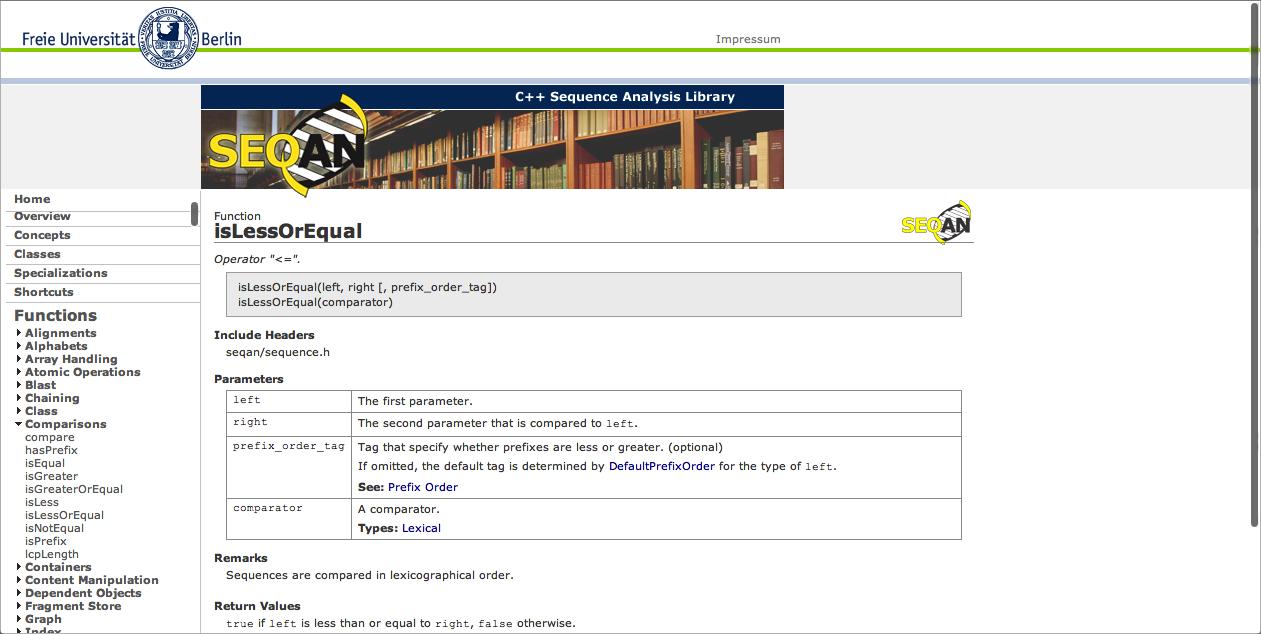 Freie Universität Berlin
Impressum
C++ Sequence Analysis Library
SEQAN
Home
Overview
Concepts
Classes
Specializations
Shortcuts
Functions
Alignments
Alphabets
Array Handling
Atomic Operations
Blast
Chaining
Class
Comparisons
compare
hasPrefix
isEqual
isGreater
isGreaterOrEqual
isLess
isLessOrEqual
isNotEqual
isPrefix
lcpLength
Containers
Content Manipulation
Dependent Objects
Fragment Store
Graph
Index
Function
isLessOrEqual
SEQAN
Operator "<=".
isLessOrEqual(left, right [, prefix_order_tag])
isLessOrEqual(comparator)
Include Headers
seqan/sequence.h
Parameters
left The first parameter.
right The second parameter that is compared to left.
prefix_order_tag Tag that specify whether prefixes are less or greater. (optional)
If omitted, the default tag is determined by DefaultPrefixOrder for the type of left.
See: Prefix Order
comparator A comparator.
Types: Lexical
Remarks
Sequences are compared in lexicographical order.
Return Values
true if left is less than or equal to right, false otherwise.